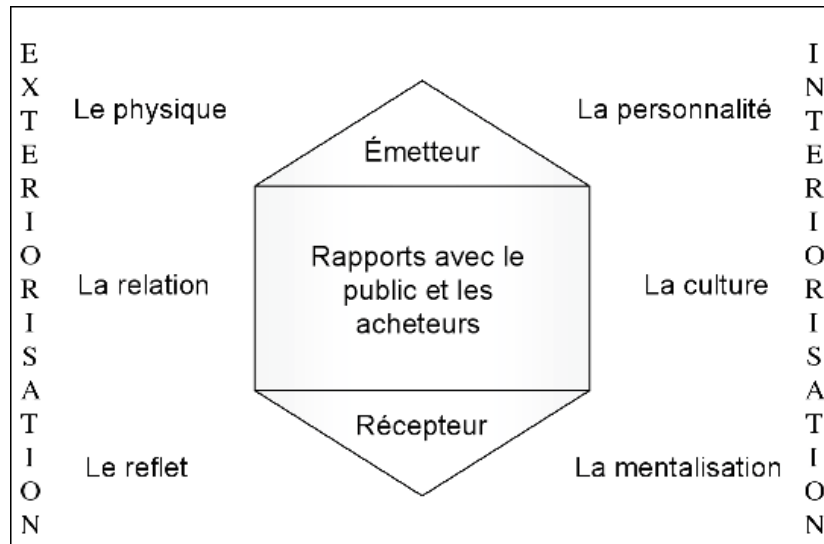 EXTERIORISATION
Le physique
La personnalité
Émetteur
Rapports avec le
public et les
acheteurs
La relation
La culture
Récepteur
Le reflet
La mentalisation
INTERIORISATION